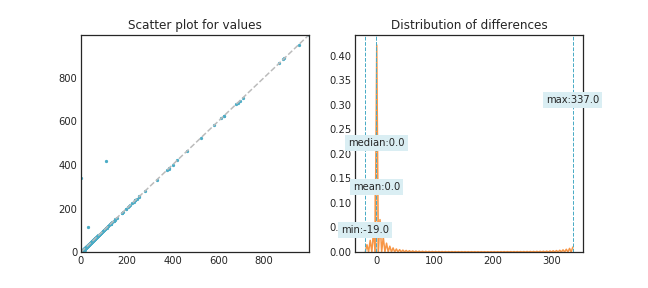 Scatter plot for values
800
600
400
200
0
0 200 400 600 800
Distribution of differences
0.40
0.35
max:337.0
0.30
0.25
median:0.0
0.20
0.15
mean:0.0
0.10
min:-19.0
0.00
0 100 200 300